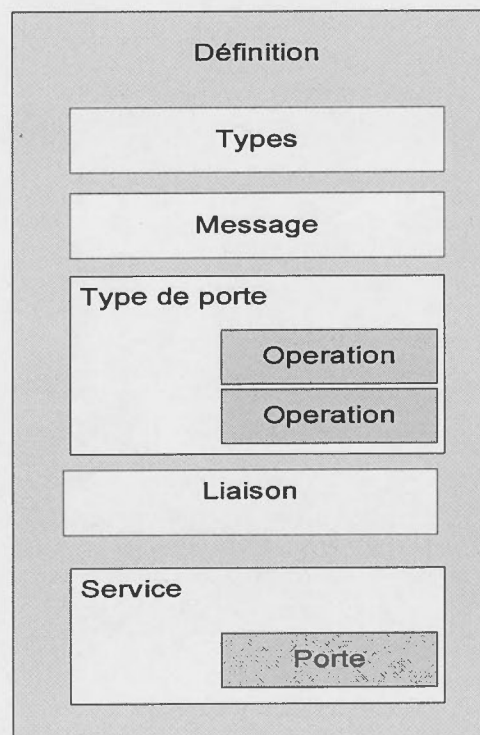 Définition
Types
Message
Type de porte
Operation
Operation
Liaison
Service
Porte